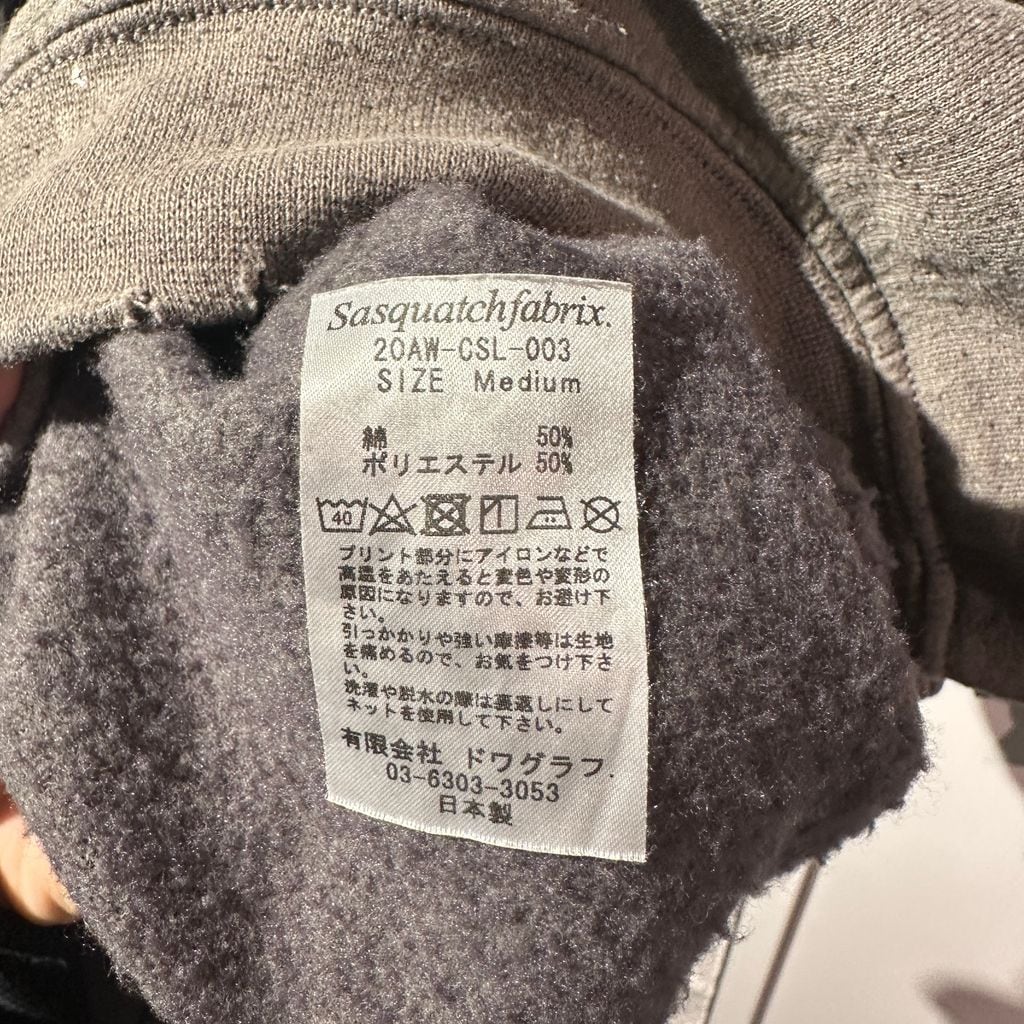 Sasquatchfabrix.
20AW-CSL-003
SIZE Medium
綿 50%
ポリエステル 50%
40
プリント部分にアイロンなどで
高温をあたえると変色や変形の
原因になりますので、お避け下
さい。
引っかかりや強い摩擦等は生地
を痛めるので、お気をつけ下さ
い。
洗濯や脱水の際は裏返しにして
ネットを使用して下さい。
有限会社 ドワグラフ.
03-6303-3053
日本製